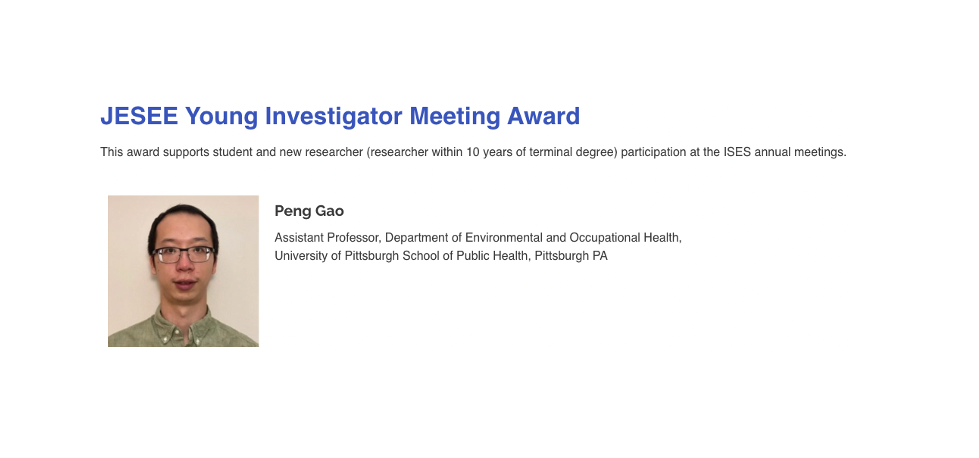 JESEE Young Investigator Meeting Award
This award supports student and new researcher (researcher within 10 years of terminal degree) participation at the ISES annual meetings.
Peng Gao
Assistant Professor, Department of Environmental and Occupational Health,
University of Pittsburgh School of Public Health, Pittsburgh PA